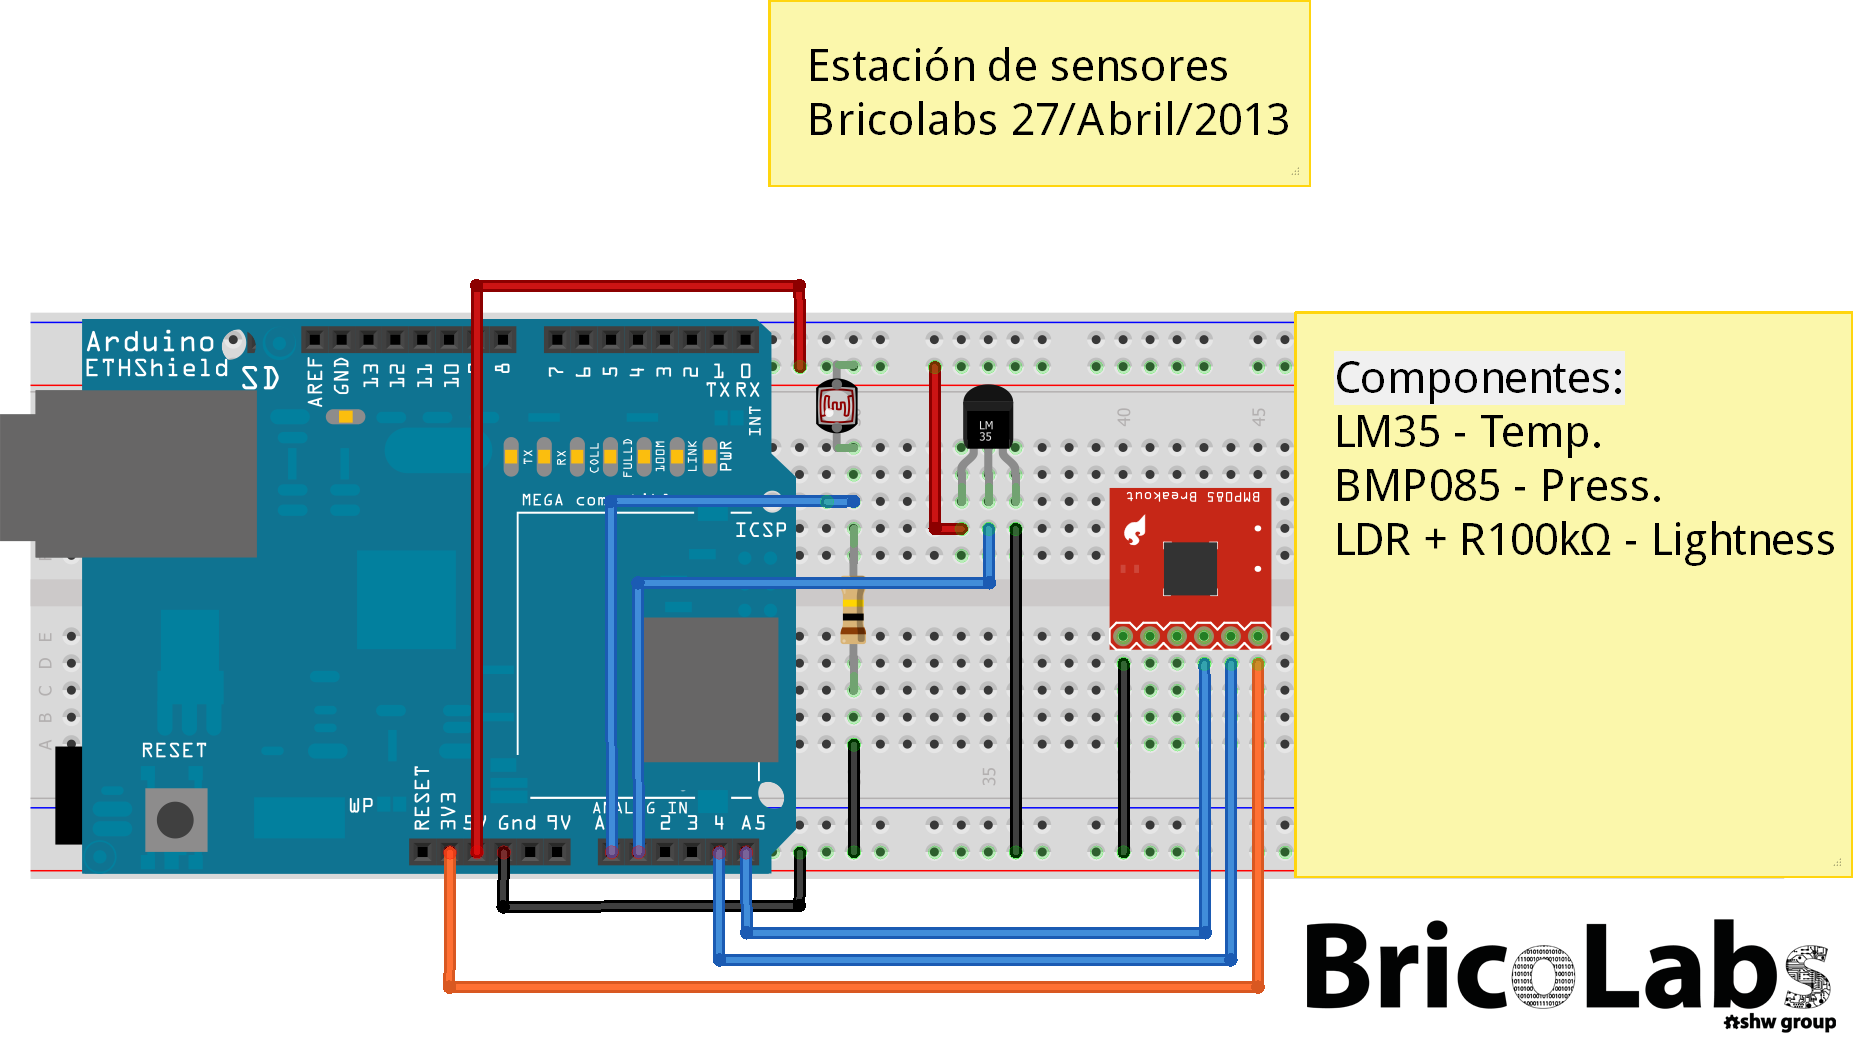 Estación de sensores
Bricolabs 27/Abril/2013
Arduino
ETHShield
SD
AREF
GND
13
12
11
10
8
7
6
5
4
3
2
1
0
TX RX
INT
TX
RX
COLL
FULLD
100M
LINK
PWR
MEGA
ICSP
LM
35
40
45
BMP085 Breakout
Componentes:
LM35 - Temp.
BMP085 - Press.
LDR + R100kΩ - Lightness
E
D
C
B
A
RESET
WP
35
ANALOG IN
RESET
3V3
5V Gnd 9V
A 2 3 4 A5
BricoLabs
shw group